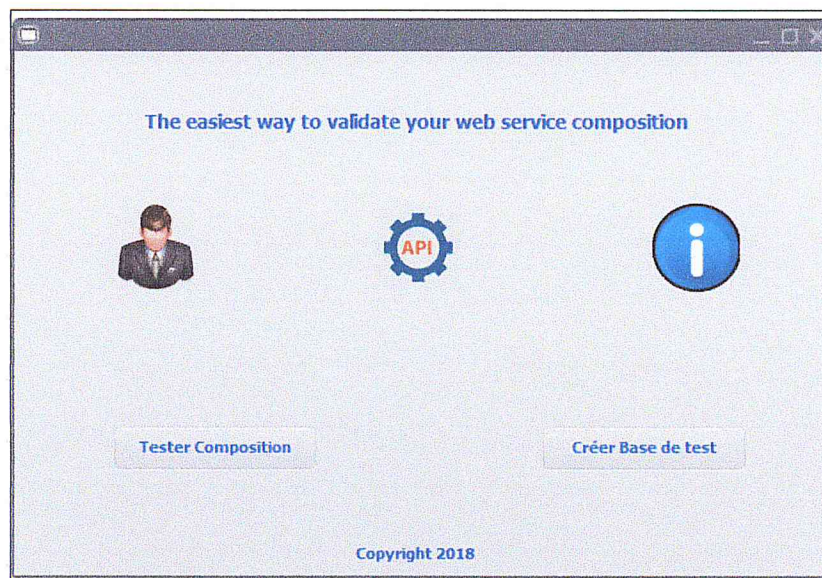 The easiest way to validate your web service composition
API
Tester Composition
Créer Base de test
Copyright 2018